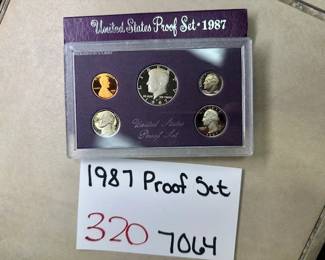 United States Proof Set • 1987
United States
Proof Set
1987 Proof Set
320 7064